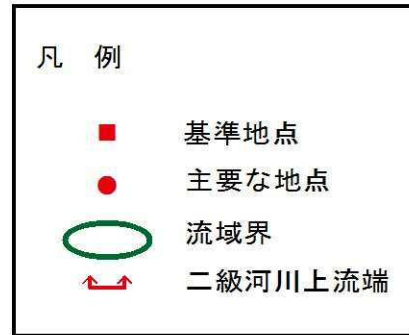 凡 例
基準地点
主要な地点
流域界
二級河川上流端